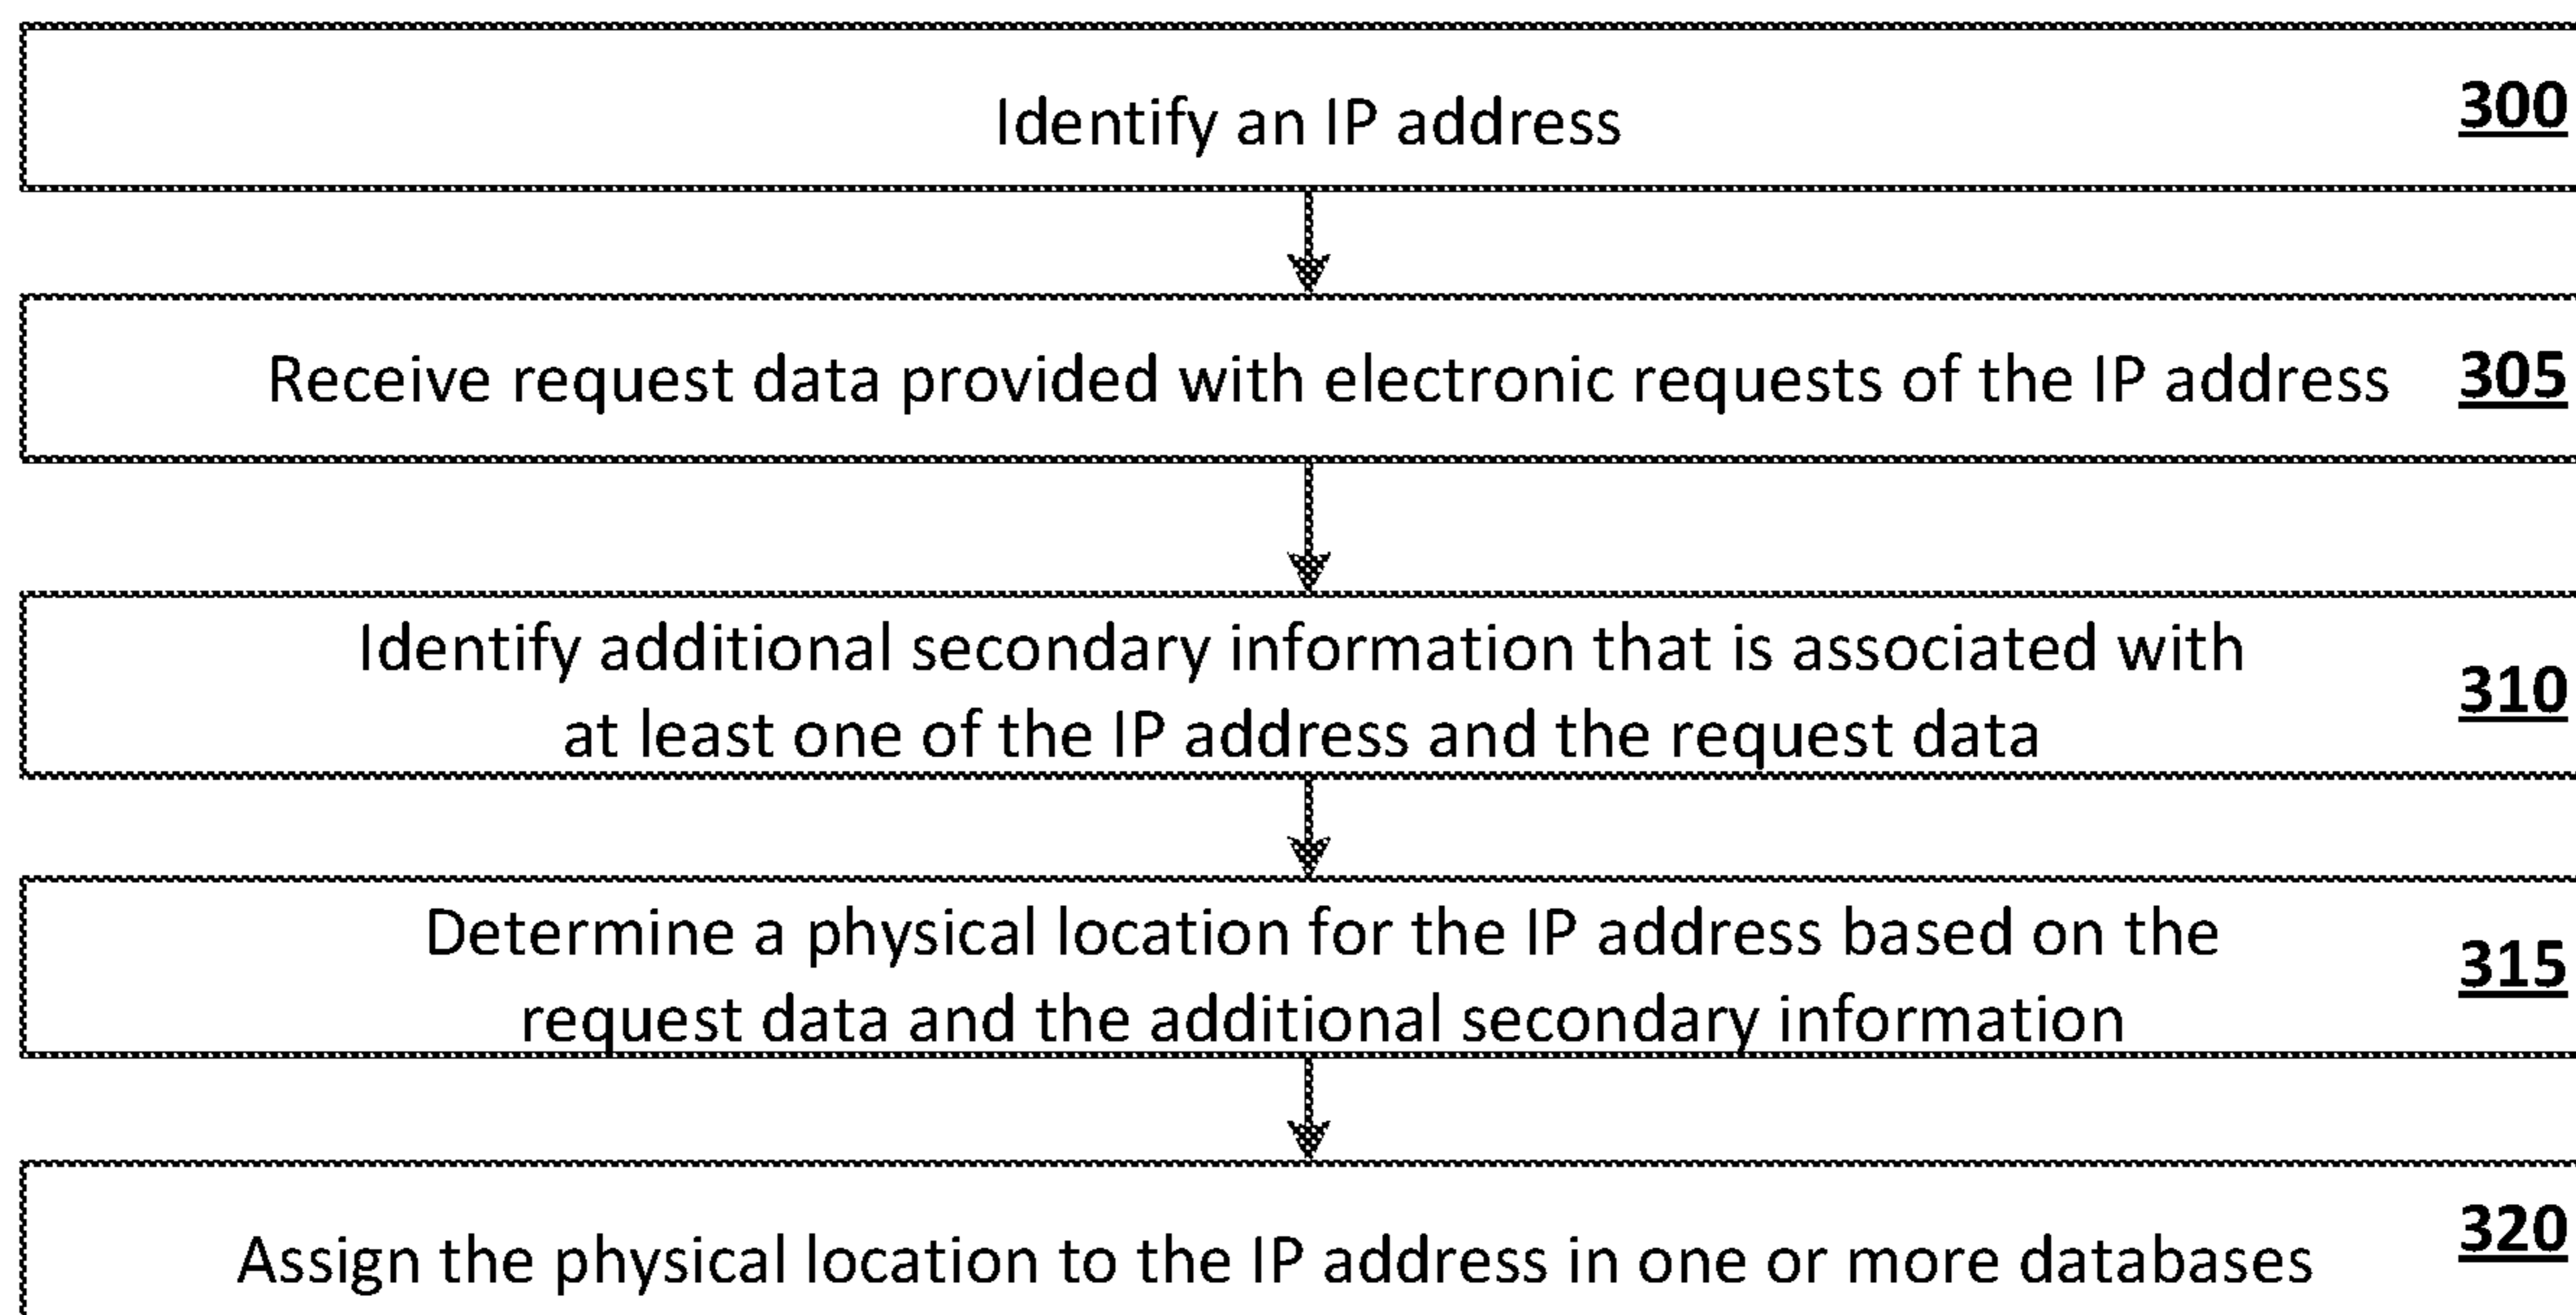 Identify an IP address 300
Receive request data provided with electronic requests of the IP address 305
Identify additional secondary information that is associated with
at least one of the IP address and the request data 310
Determine a physical location for the IP address based on the
request data and the additional secondary information 315
Assign the physical location to the IP address in one or more databases 320